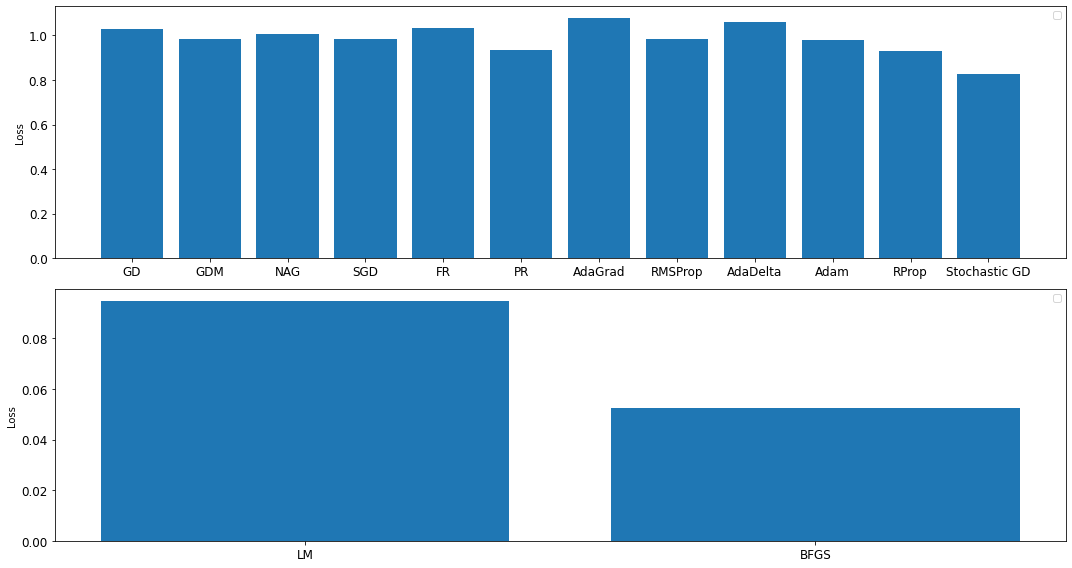 1.0
0.8
0.6
0.4
0.2
0.0
Loss
GD GDM NAG SGD FR PR AdaGrad RMSProp AdaDelta Adam RProp Stochastic GD
0.08
0.06
0.04
0.02
0.00
Loss
LM BFGS